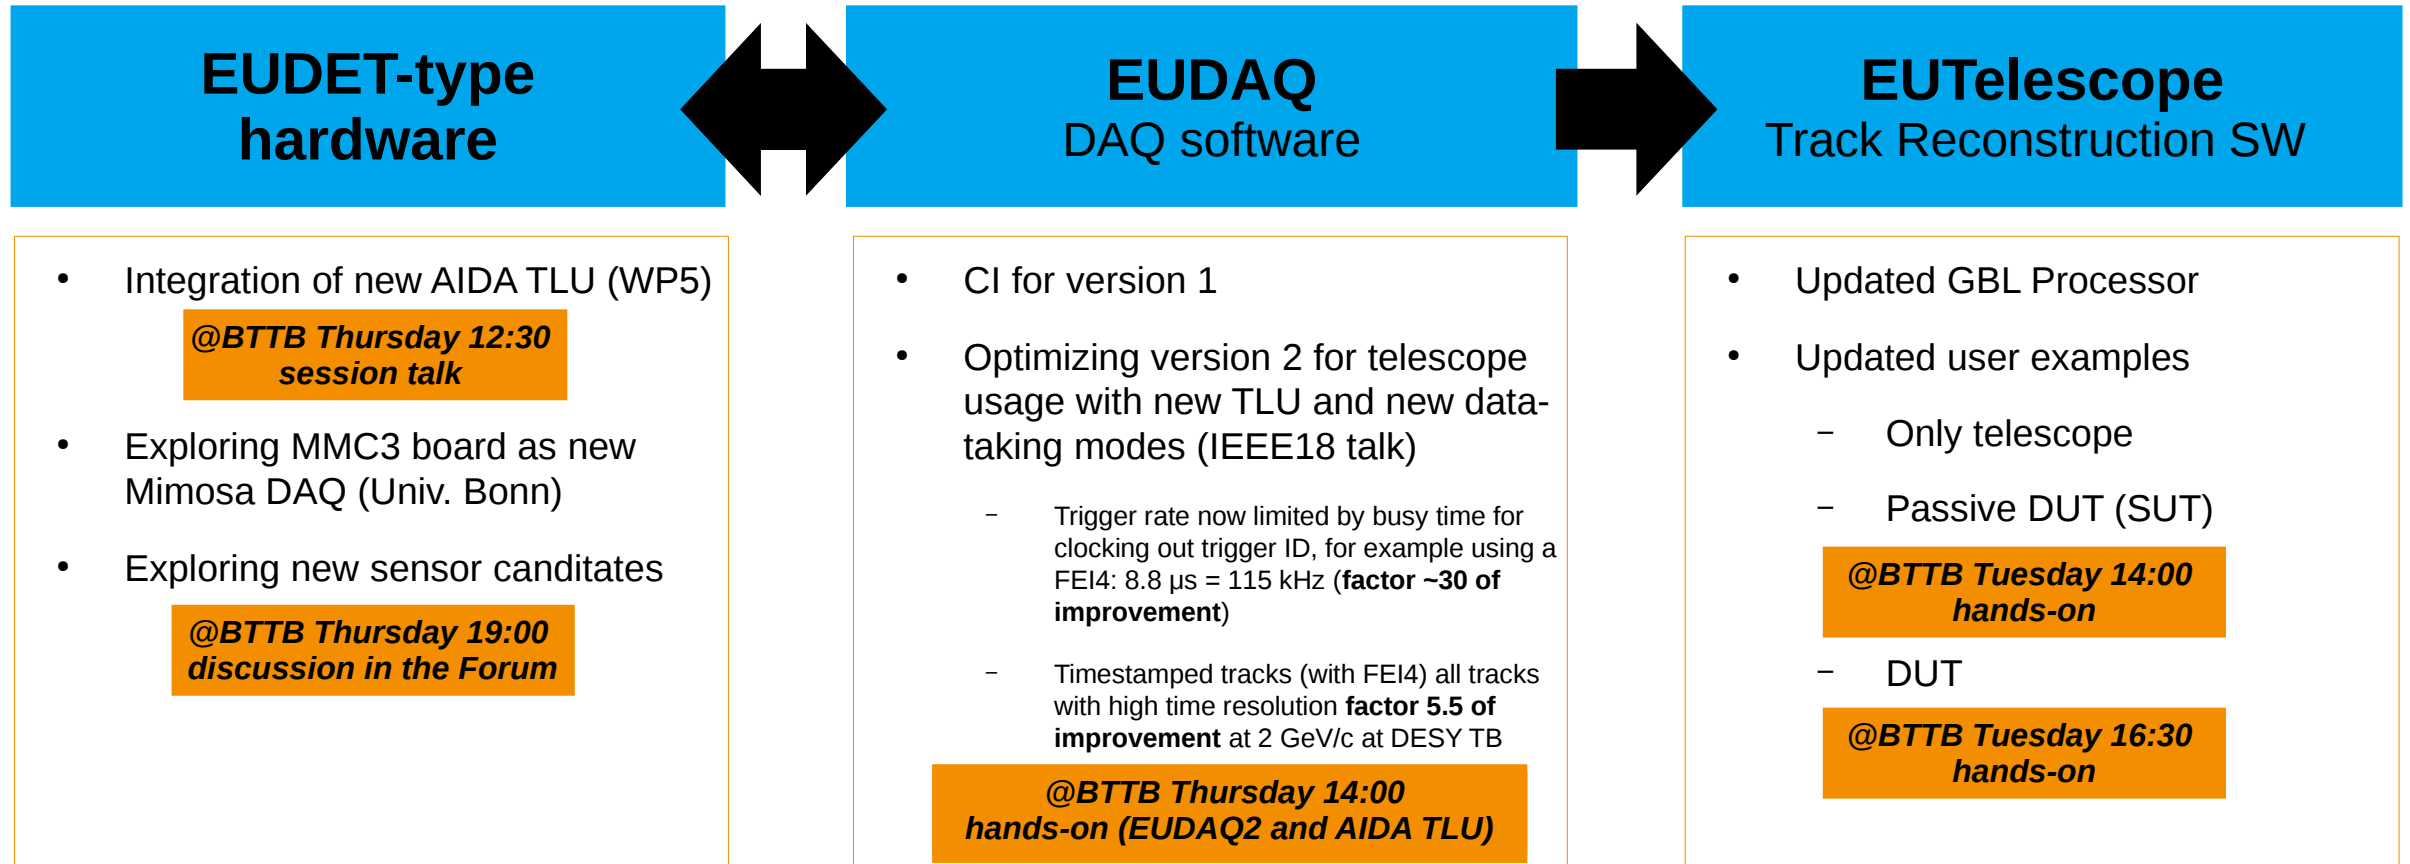 EUDET-type
hardware
EUDAQ
DAQ software
EUTelescope
Track Reconstruction SW
• Integration of new AIDA TLU (WP5)
@BTTB Thursday 12:30
session talk
• Exploring MMC3 board as new
Mimosa DAQ (Univ. Bonn)
• Exploring new sensor canditates
@BTTB Thursday 19:00
discussion in the Forum
• CI for version 1
• Optimizing version 2 for telescope
usage with new TLU and new data-
taking modes (IEEE18 talk)
– Trigger rate now limited by busy time for
clocking out trigger ID, for example using a
FEI4: 8.8 μs = 115 kHz (factor ~30 of
improvement)
– Timestamped tracks (with FEI4) all tracks
with high time resolution factor 5.5 of
improvement at 2 GeV/c at DESY TB
@BTTB Thursday 14:00
hands-on (EUDAQ2 and AIDA TLU)
• Updated GBL Processor
• Updated user examples
– Only telescope
– Passive DUT (SUT)
@BTTB Tuesday 14:00
hands-on
– DUT
@BTTB Tuesday 16:30
hands-on